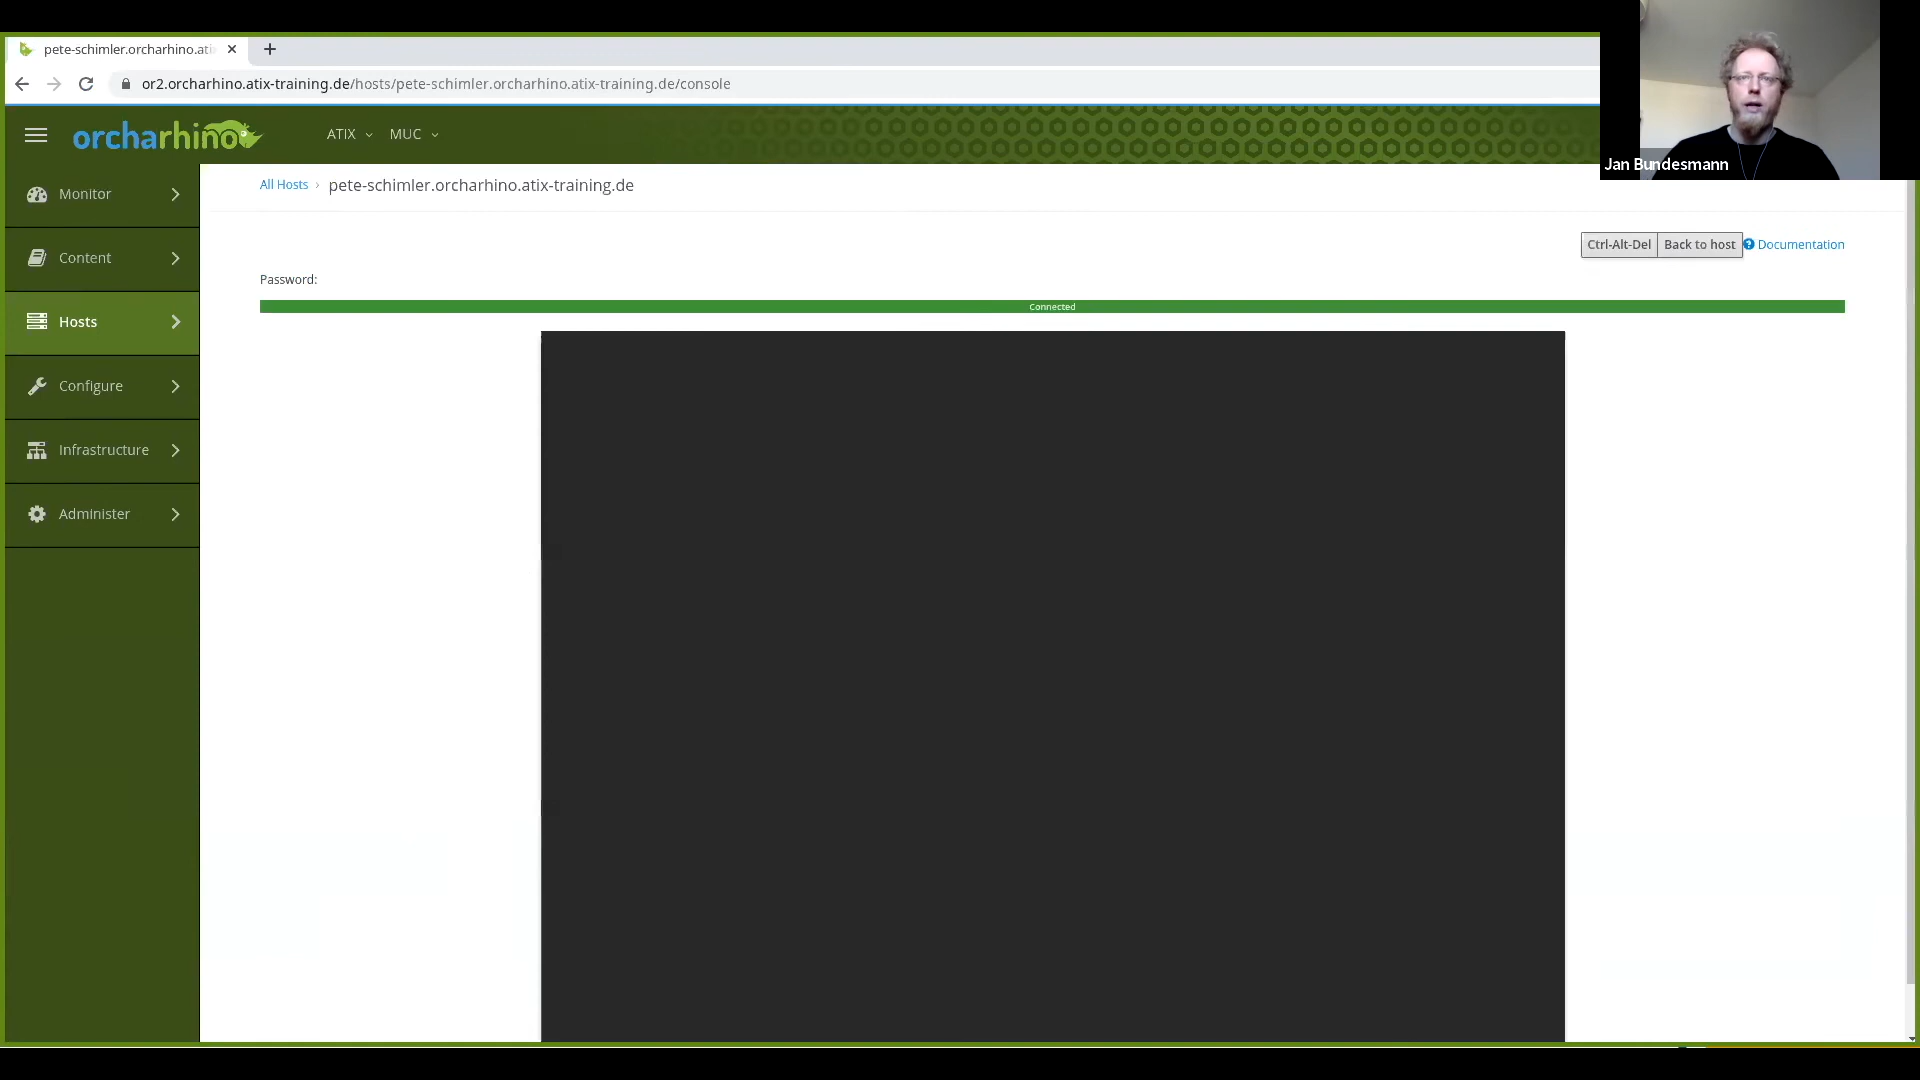 pete-schimler.orcharhino.ati
or2.orcharhino.atix-training.de/hosts/pete-schimler.orcharhino.atix-training.de/console
orcharhino
ATIX
MUC
Jan Bundesmann
Monitor
Content
Hosts
Configure
Infrastructure
Administer
All Hosts › pete-schimler.orcharhino.atix-training.de
Ctrl-Alt-Del Back to host Documentation
Password:
Connected